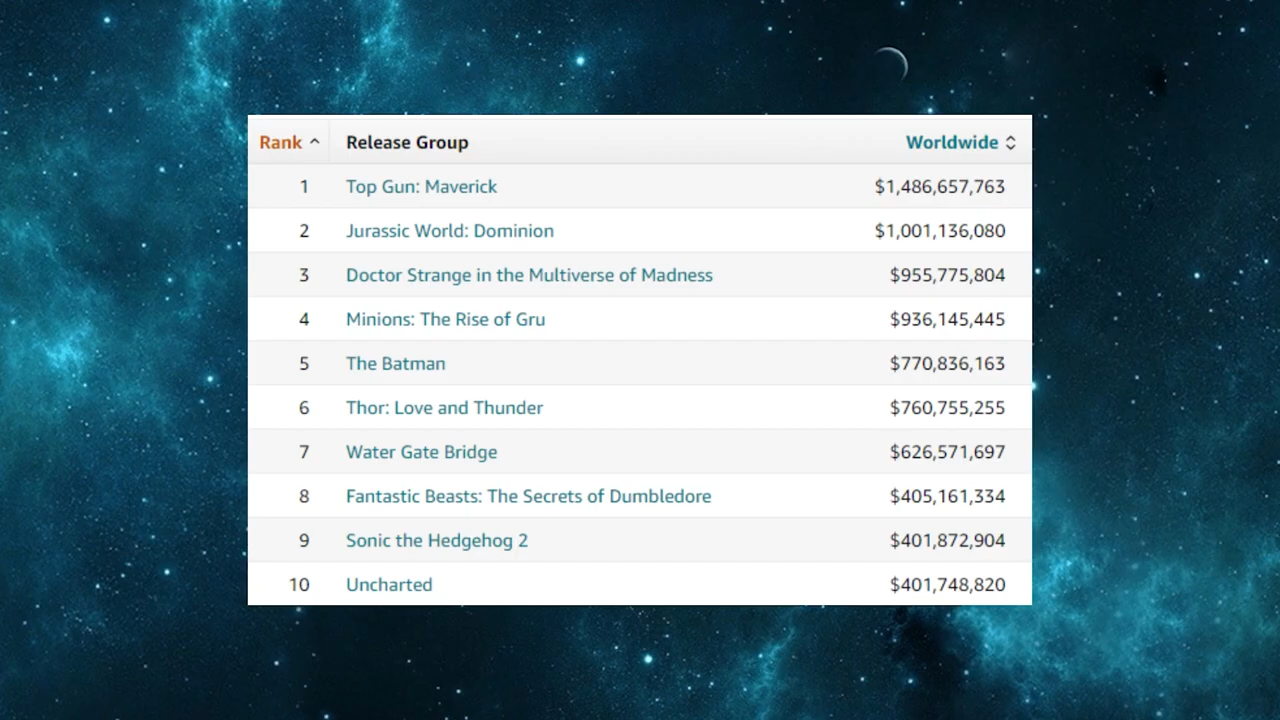 Rank Release Group Worldwide
1 Top Gun: Maverick $1,486,657,763
2 Jurassic World: Dominion $1,001,136,080
3 Doctor Strange in the Multiverse of Madness $955,775,804
4 Minions: The Rise of Gru $936,145,445
5 The Batman $770,836,163
6 Thor: Love and Thunder $760,755,255
7 Water Gate Bridge $626,571,697
8 Fantastic Beasts: The Secrets of Dumbledore $405,161,334
9 Sonic the Hedgehog 2 $401,872,904
10 Uncharted $401,748,820